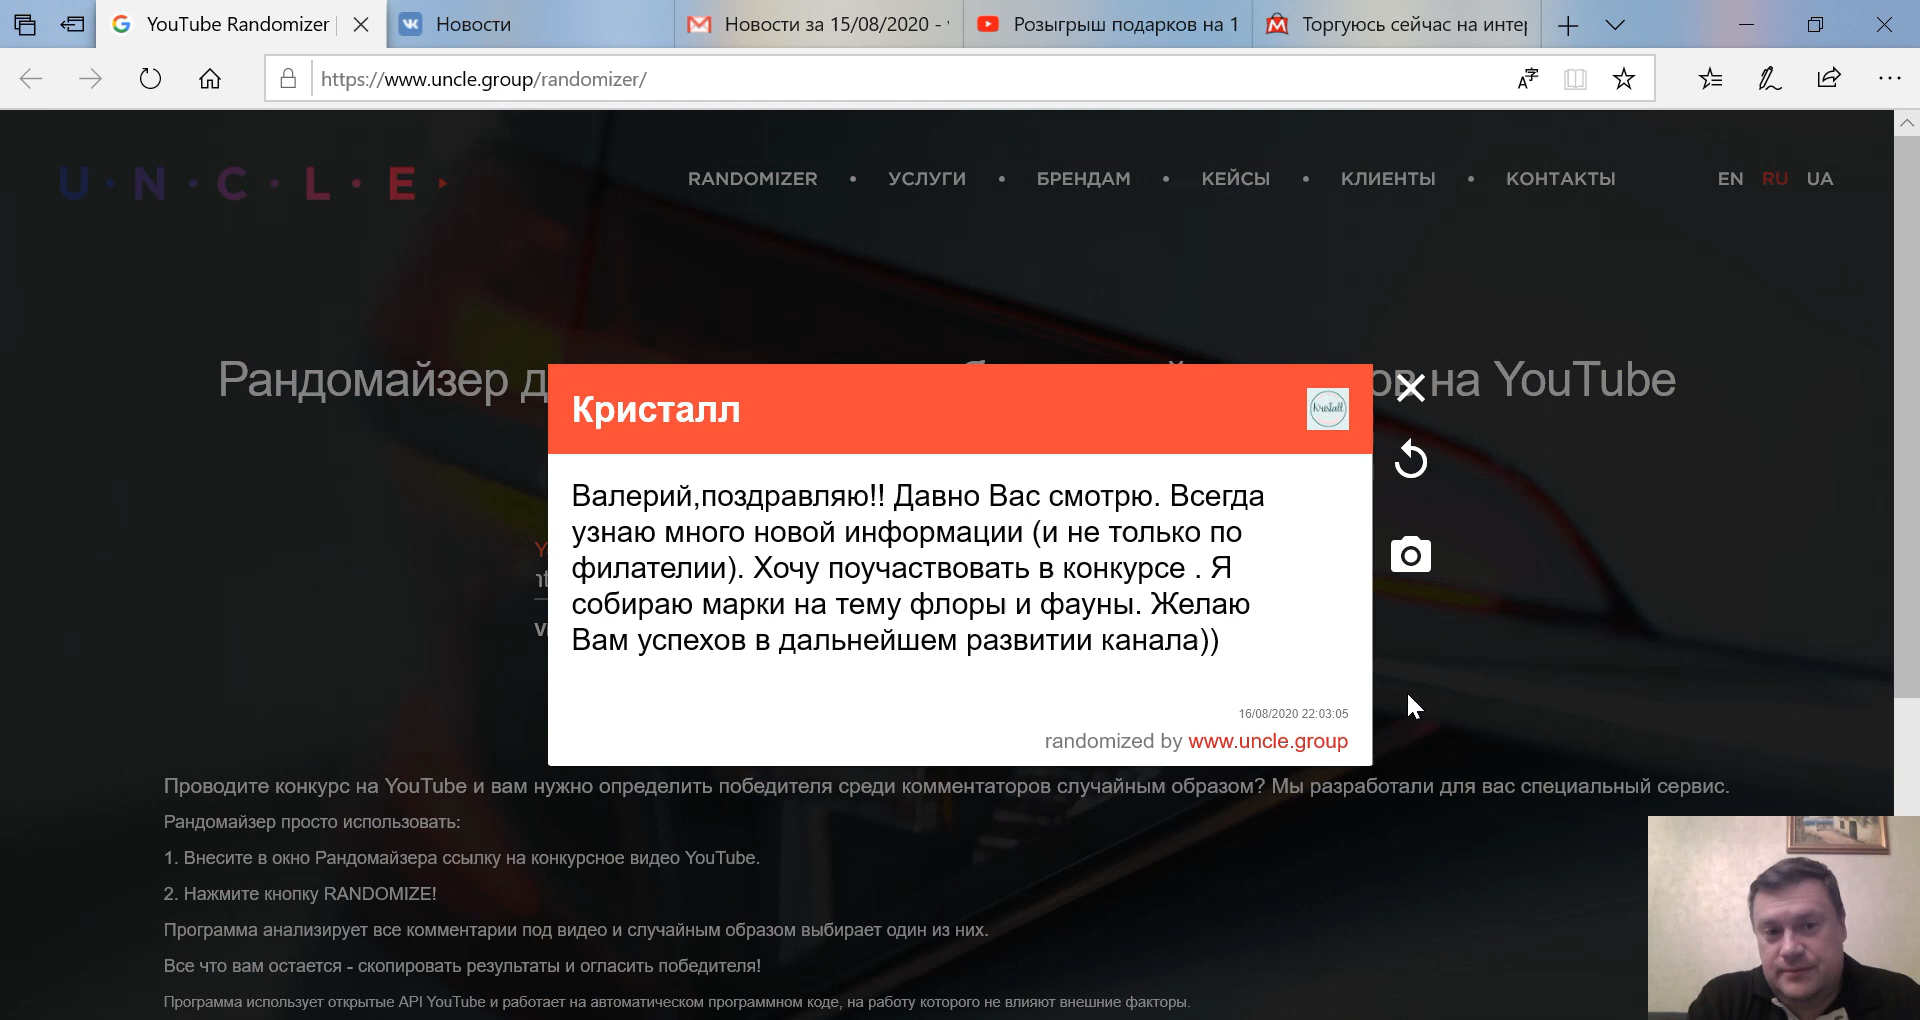 YouTube Randomizer
Новости
Новости за 15/08/2020 -
Розыгрыш подарков на 1
Торгуюсь сейчас на интер
https://www.uncle.group/randomizer/
U·N·C·L·E
RANDOMIZER • УСЛУГИ • БРЕНДАМ • КЕЙСЫ • КЛИЕНТЫ • КОНТАКТЫ
EN RU UA
Рандомайзер д
ов на YouTube
Кристалл
Kristall
Валерий,поздравляю!! Давно Вас смотрю. Всегда
узнаю много новой информации (и не только по
филателии). Хочу поучаствовать в конкурсе . Я
собираю марки на тему флоры и фауны. Желаю
Вам успехов в дальнейшем развитии канала))
16/08/2020 22:03:05
randomized by www.uncle.group
Проводите конкурс на YouTube и вам нужно определить победителя среди комментаторов случайным образом? Мы разработали для вас специальный сервис.
Рандомайзер просто использовать:
1. Внесите в окно Рандомайзера ссылку на конкурсное видео YouTube.
2. Нажмите кнопку RANDOMIZE!
Программа анализирует все комментарии под видео и случайным образом выбирает один из них.
Все что вам остается - скопировать результаты и огласить победителя!
Программа использует открытые API YouTube и работает на автоматическом программном коде, на работу которого не влияют внешние факторы.